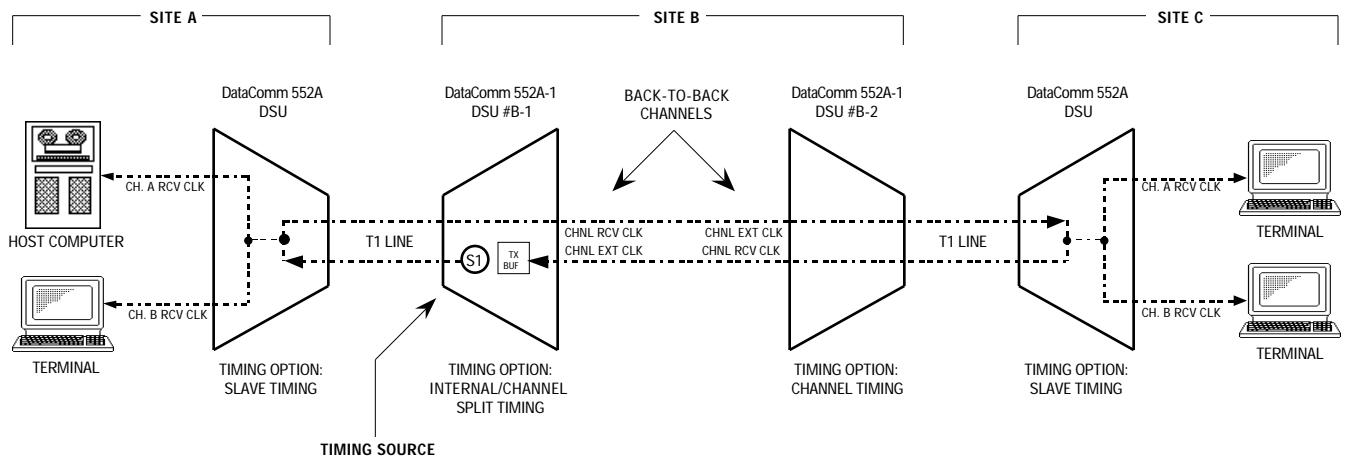 SITE A
SITE B
SITE C
DataComm 552A
DSU
DataComm 552A-1
DSU #B-1
BACK-TO-BACK
CHANNELS
DataComm 552A-1
DSU #B-2
DataComm 552A
DSU
CH. A RCV CLK
HOST COMPUTER
CH. B RCV CLK
TERMINAL
T1 LINE
S1
TX
BUF
CHNL RCV CLK
CHNL EXT CLK
CHNL EXT CLK
CHNL RCV CLK
T1 LINE
CH. A RCV CLK
TERMINAL
CH. B RCV CLK
TERMINAL
TIMING OPTION:
SLAVE TIMING
TIMING OPTION:
INTERNAL/CHANNEL
SPLIT TIMING
TIMING OPTION:
CHANNEL TIMING
TIMING OPTION:
SLAVE TIMING
TIMING SOURCE